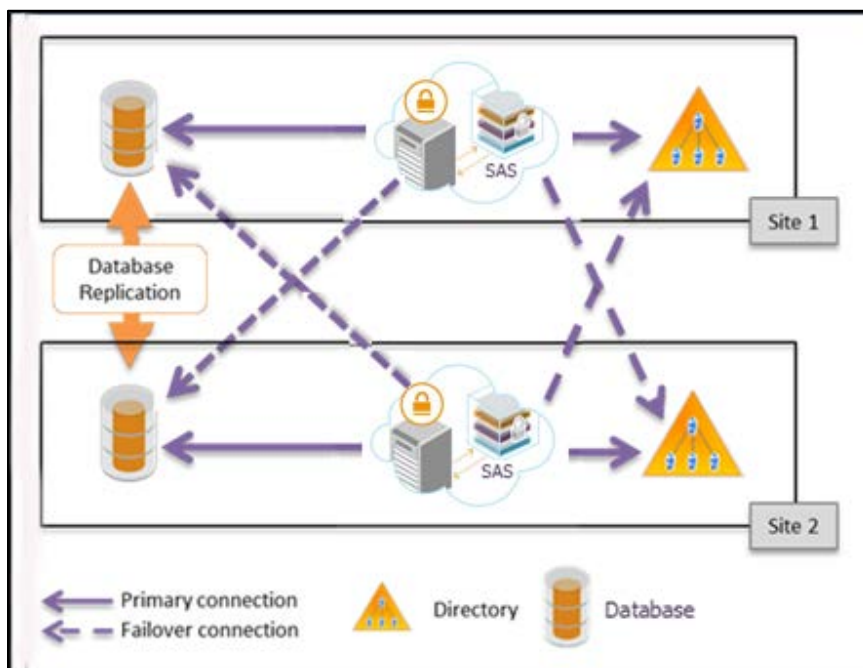 SAS
Site 1
Database
Replication
SAS
Site 2
Primary connection
Failover connection
Directory
Database